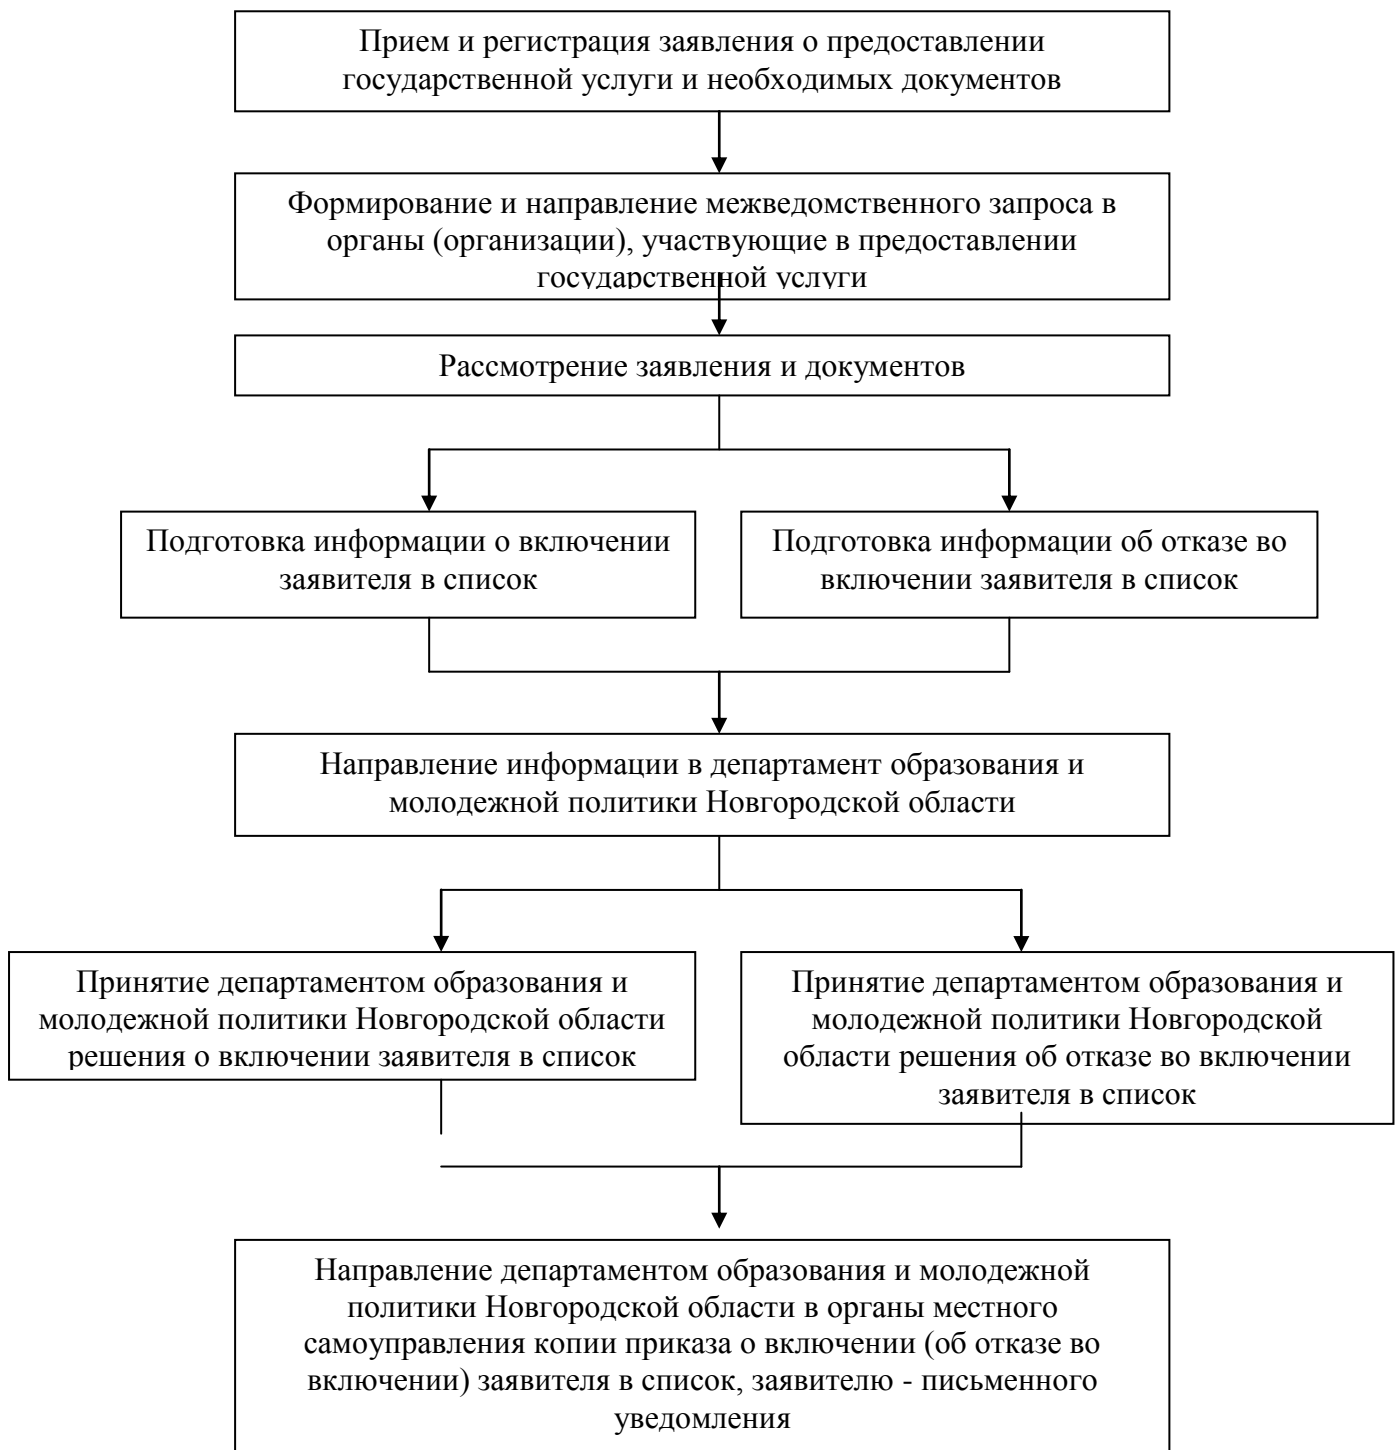 Прием и регистрация заявления о предоставлении
государственной услуги и необходимых документов
Формирование и направление межведомственного запроса в
органы (организации), участвующие в предоставлении
государственной услуги
Рассмотрение заявления и документов
Подготовка информации о включении
заявителя в список
Подготовка информации об отказе во
включении заявителя в список
Направление информации в департамент образования и
молодежной политики Новгородской области
Принятие департаментом образования и
молодежной политики Новгородской области
решения о включении заявителя в список
Принятие департаментом образования и
молодежной политики Новгородской
области решения об отказе во включении
заявителя в список
Направление департаментом образования и молодежной
политики Новгородской области в органы местного
самоуправления копии приказа о включении (об отказе во
включении) заявителя в список, заявителю - письменного
уведомления